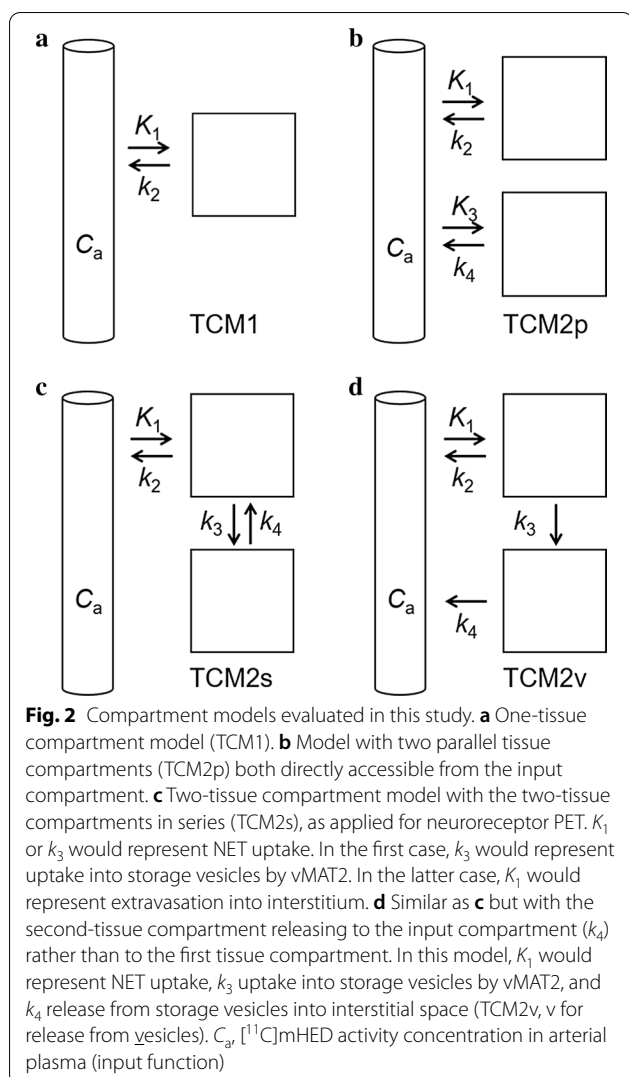 a
K₁
k₂
Cₐ
TCM1
b
K₁
k₂
K₃
k₄
Cₐ
TCM2p
c
K₁
k₂
k₃ k₄
Cₐ
TCM2s
d
K₁
k₂
k₃
Cₐ
k₄
TCM2v
Fig. 2 Compartment models evaluated in this study. a One-tissue
compartment model (TCM1). b Model with two parallel tissue
compartments (TCM2p) both directly accessible from the input
compartment. c Two-tissue compartment model with the two-tissue
compartments in series (TCM2s), as applied for neuroreceptor PET. K₁
or k₃ would represent NET uptake. In the first case, k₃ would represent
uptake into storage vesicles by vMAT2. In the latter case, K₁ would
represent extravasation into interstitium. d Similar as c but with the
second-tissue compartment releasing to the input compartment (k₄)
rather than to the first tissue compartment. In this model, K₁ would
represent NET uptake, k₃ uptake into storage vesicles by vMAT2, and
k₄ release from storage vesicles into interstitial space (TCM2v, v for
release from vesicles). Cₐ, [¹¹C]mHED activity concentration in arterial
plasma (input function)